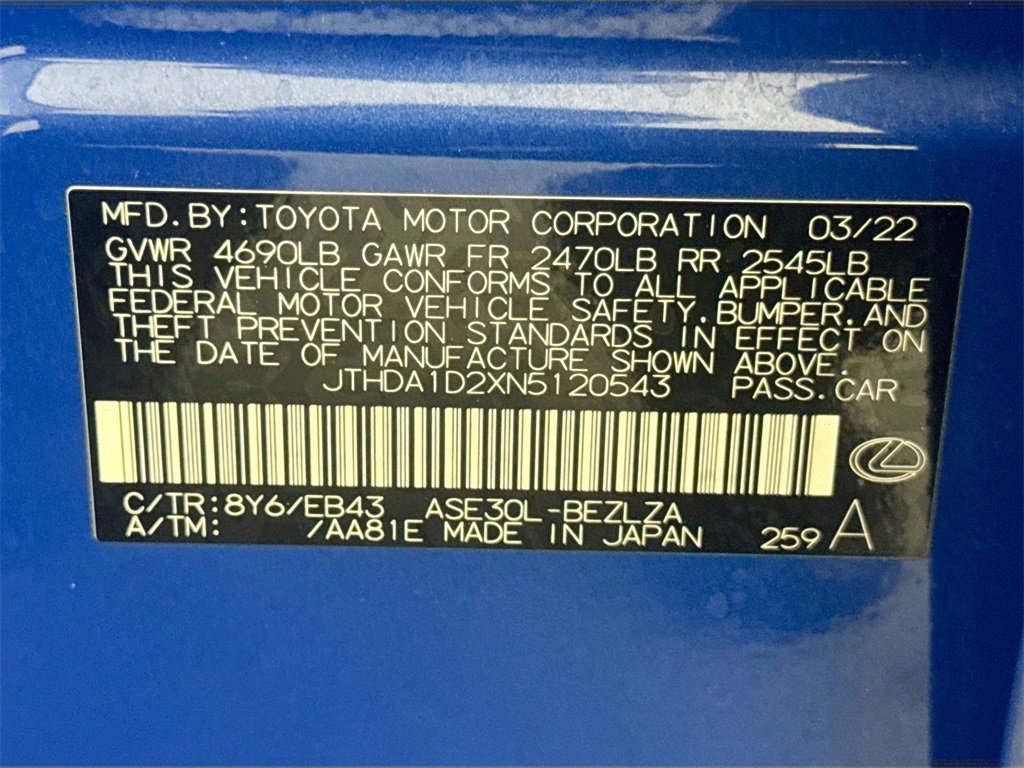 MFD.BY:TOYOTA MOTOR CORPORATION 03/22
GVWR 4690LB GAWR FR 2470LB RR 2545LB
THIS VEHICLE CONFORMS TO ALL APPLICABLE
FEDERAL MOTOR VEHICLE SAFETY,BUMPER,AND
THEFT PREVENTION STANDARDS IN EFFECT ON
THE DATE OF MANUFACTURE SHOWN ABOVE.
JTHDA1D2XN5120543 PASS.CAR
C/TR:8Y6/EB43 ASE30L-BEZLZA
A/TM: /AA81E MADE IN JAPAN 259 A